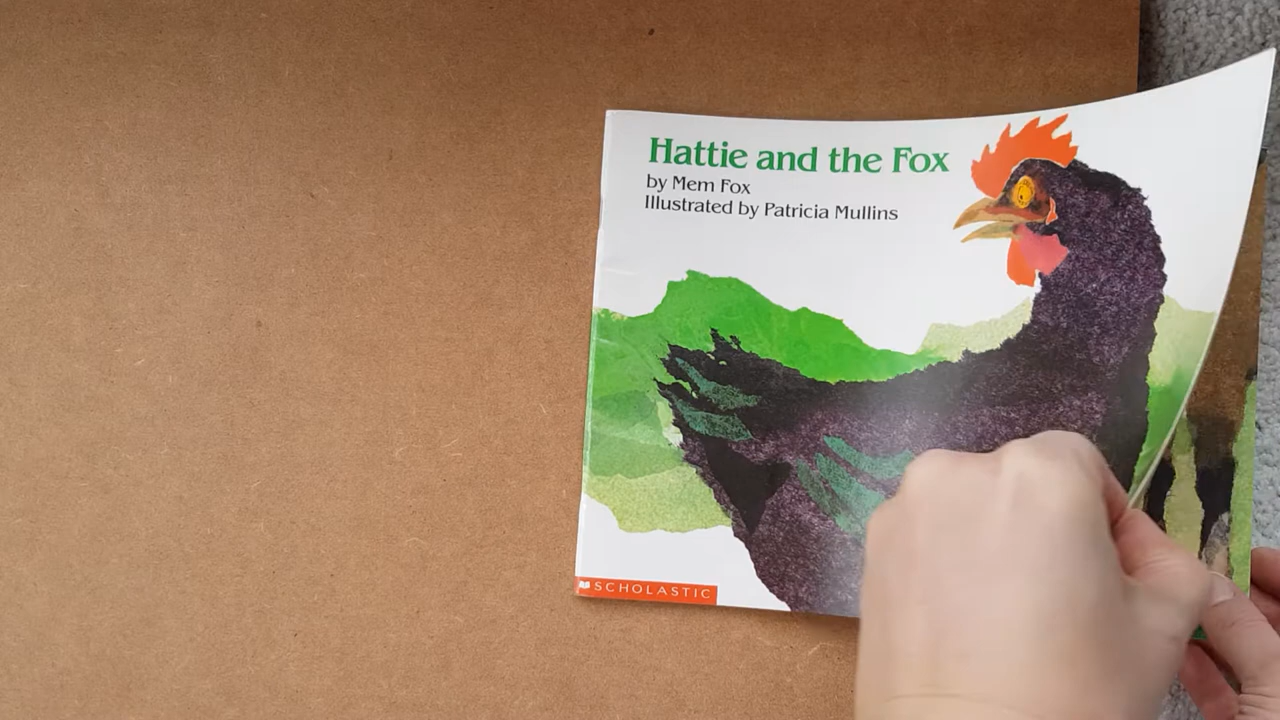 Hattie and the Fox
by Mem Fox
Illustrated by Patricia Mullins
SCHOLASTIC